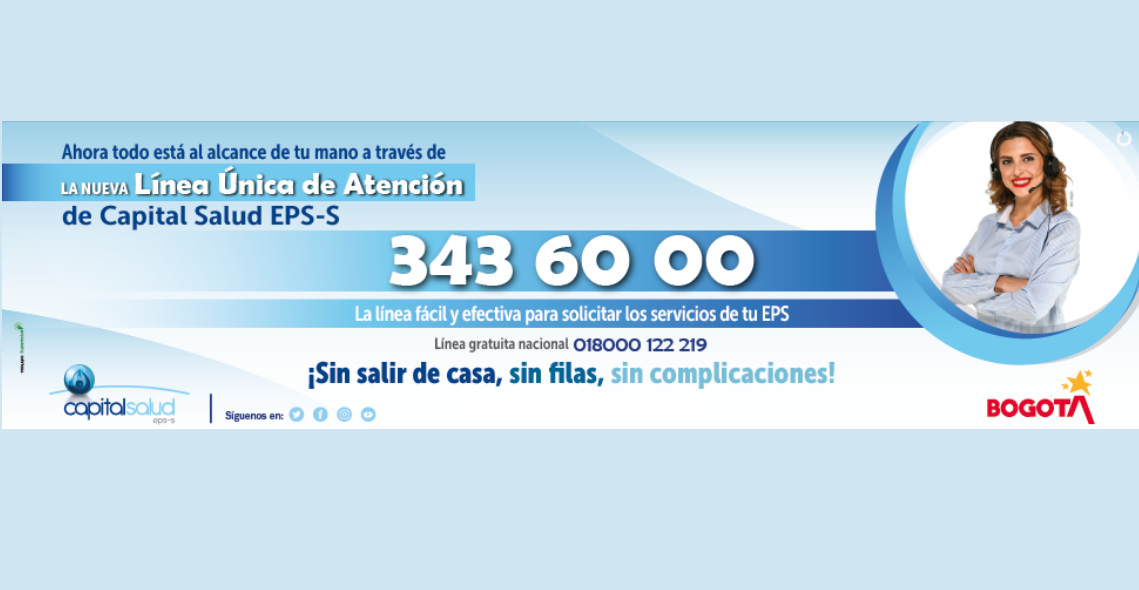 Ahora todo está al alcance de tu mano a través de
LA NUEVA Línea Única de Atención
de Capital Salud EPS-S
343 60 00
La línea fácil y efectiva para solicitar los servicios de tu EPS
Línea gratuita nacional 018000 122 219
¡Sin salir de casa, sin filas, sin complicaciones!
capitalsalud
eps-s
Síguenos en:
BOGOTÁ